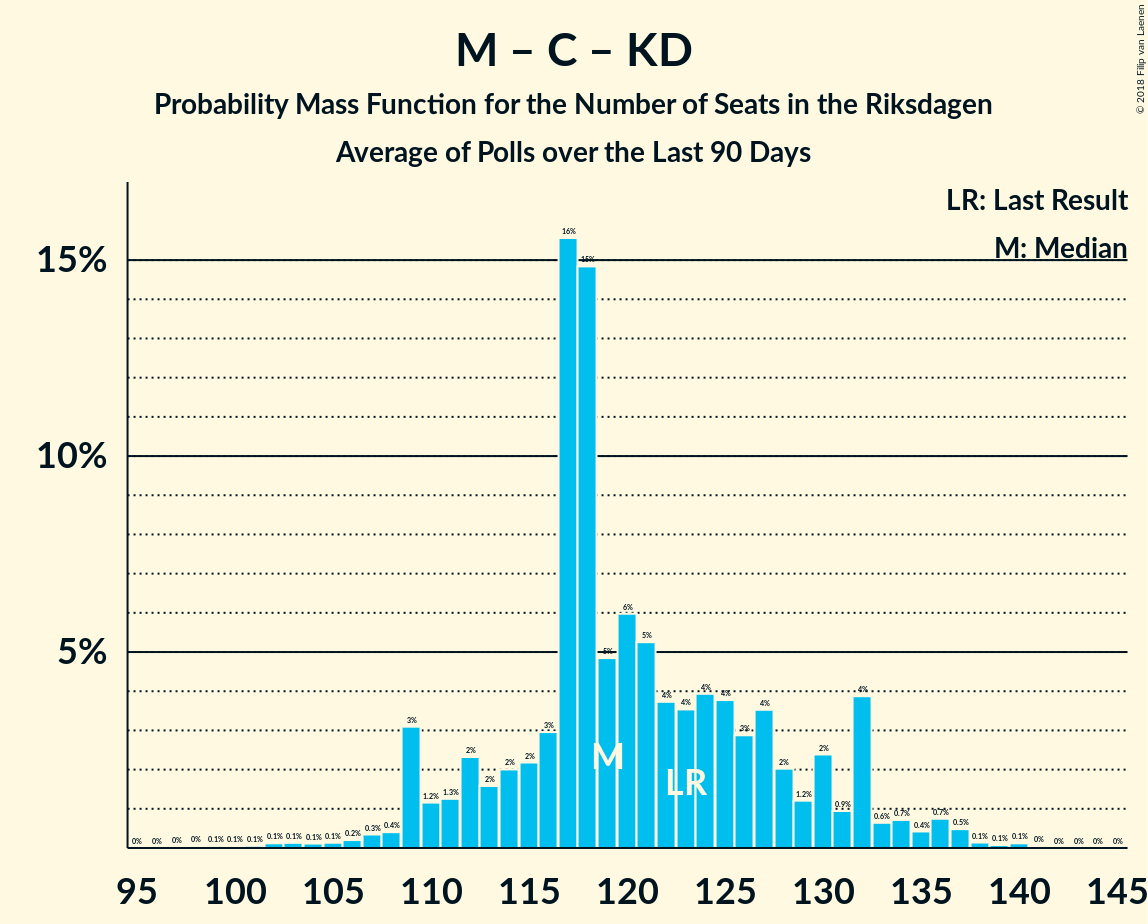 M – C – KD
Probability Mass Function for the Number of Seats in the Riksdagen
Average of Polls over the Last 90 Days
© 2018 Filip van Laenen
LR: Last Result
M: Median
15%
10%
5%
0% 0% 0% 0% 0.1% 0.1% 0.1% 0.1% 0.1% 0.1% 0.1% 0.2% 0.3% 0.4% 3% 1.2% 1.3% 2% 2% 2% 2% 3% 16% 15% 5% 6% 5% 4% 4% 4% 4% 3% 4% 2% 1.2% 2% 0.9% 4% 0.6% 0.7% 0.4% 0.7% 0.5% 0.1% 0.1% 0.1% 0% 0% 0% 0% 0%
M
LR
95 100 105 110 115 120 125 130 135 140 145